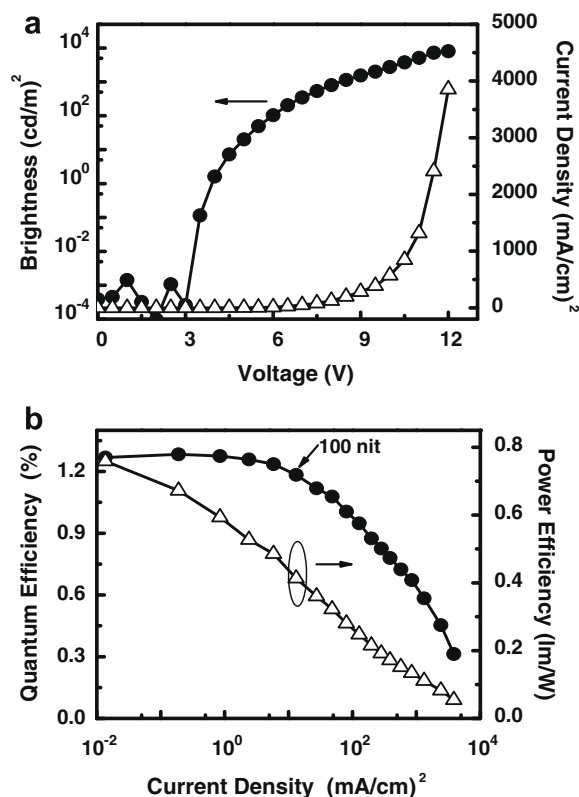 a
Brightness (cd/m)²
10⁴
10²
10⁰
10⁻²
10⁻⁴
5000
4000
3000
2000
1000
0
Current Density (mA/cm)²
0 3 6 9 12
Voltage (V)
b
Quantum Efficiency (%)
1.2
0.9
0.6
0.3
0.0
100 nit
0.8
0.6
0.4
0.2
0.0
Power Efficiency (lm/W)
10⁻² 10⁰ 10² 10⁴
Current Density (mA/cm)²